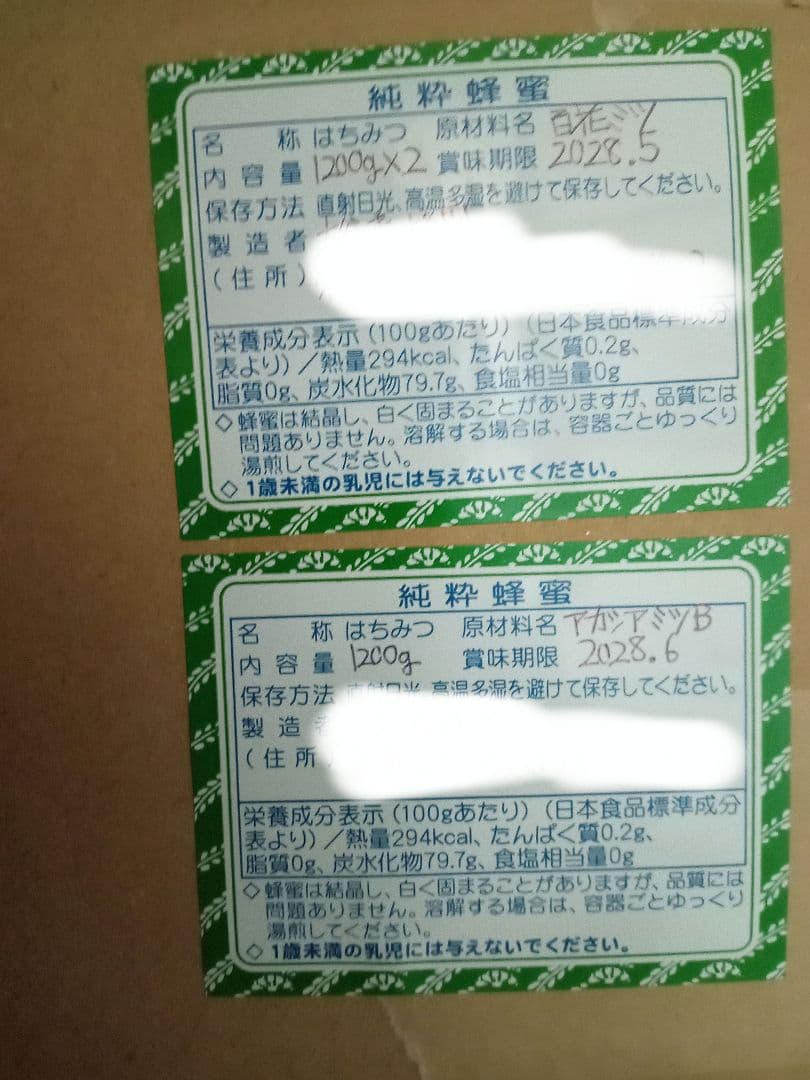 純粋蜂蜜
名称 はちみつ 原材料名 百花ミツ
内容量 1200g×2 賞味期限 2028.5
保存方法 直射日光、高温多湿を避けて保存してください。
製造者
(住所)
栄養成分表示(100gあたり)(日本食品標準成分
表より)/熱量294kcal、たんぱく質0.2g、
脂質0g、炭水化物79.7g、食塩相当量0g
◇蜂蜜は結晶し、白く固まることがありますが、品質には
問題ありません。溶解する場合は、容器ごとゆっくり
湯煎してください。
◇1歳未満の乳児には与えないでください。
純粋蜂蜜
名称 はちみつ 原材料名 アカシアミツB
内容量 1200g 賞味期限 2028.6
保存方法 直射日光、高温多湿を避けて保存してください。
製造者
(住所)
栄養成分表示(100gあたり)(日本食品標準成分
表より)/熱量294kcal、たんぱく質0.2g、
脂質0g、炭水化物79.7g、食塩相当量0g
◇蜂蜜は結晶し、白く固まることがありますが、品質には
問題ありません。溶解する場合は、容器ごとゆっくり
湯煎してください。
◇1歳未満の乳児には与えないでください。